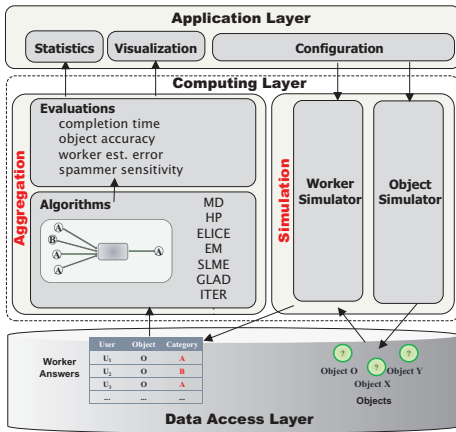 Application Layer
Statistics
Visualization
Configuration
Computing Layer
Aggregation
Evaluations
completion time
object accuracy
worker est. error
spammer sensitivity
Algorithms
A
B
A
A
A
MD
HP
ELICE
EM
SLME
GLAD
ITER
Simulation
Worker
Simulator
Object
Simulator
Worker
Answers
User Object Category
U1 O A
U2 O B
U3 O A
... ... ...
? ? ?
Object O Object Y
Object X
Objects
Data Access Layer